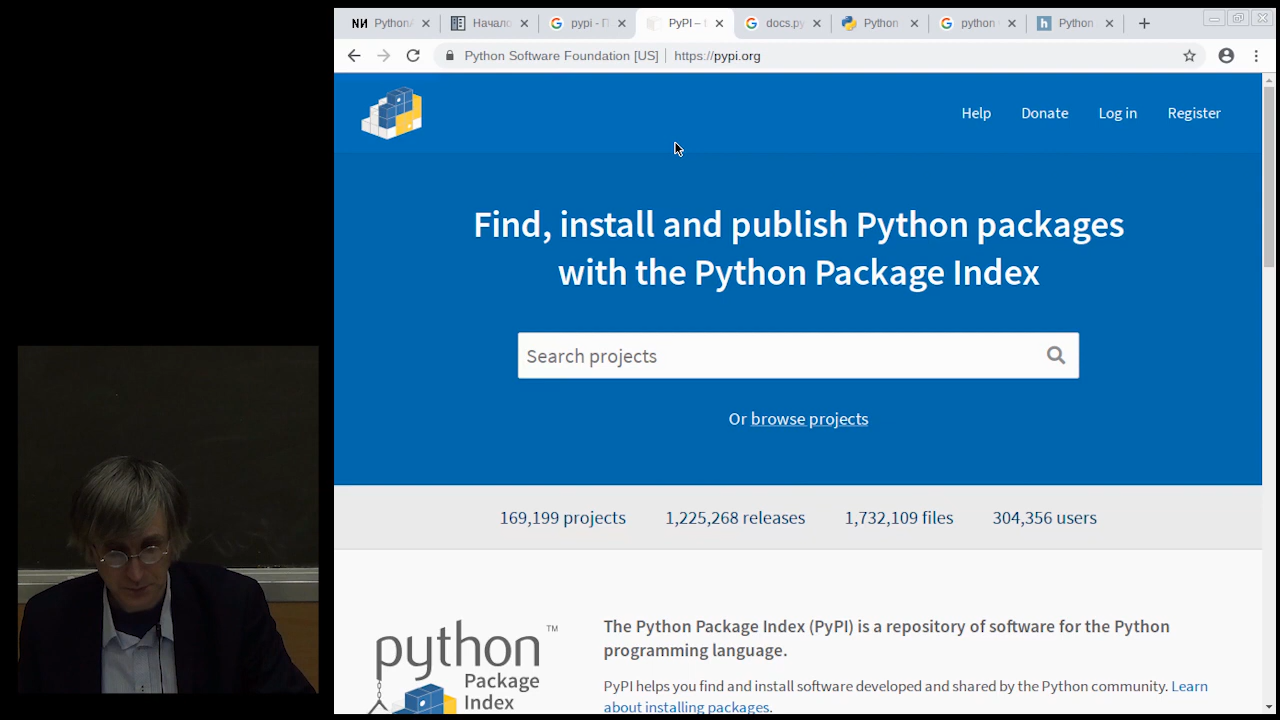 PythonA
Начало
pypi - П
PyPI – t
docs.py
Python
python
Python
Python Software Foundation [US]
https://pypi.org
Help
Donate
Log in
Register
Find, install and publish Python packages
with the Python Package Index
Search projects
Or browse projects
169,199 projects
1,225,268 releases
1,732,109 files
304,356 users
python™
Package
Index
The Python Package Index (PyPI) is a repository of software for the Python
programming language.
PyPI helps you find and install software developed and shared by the Python community. Learn
about installing packages.